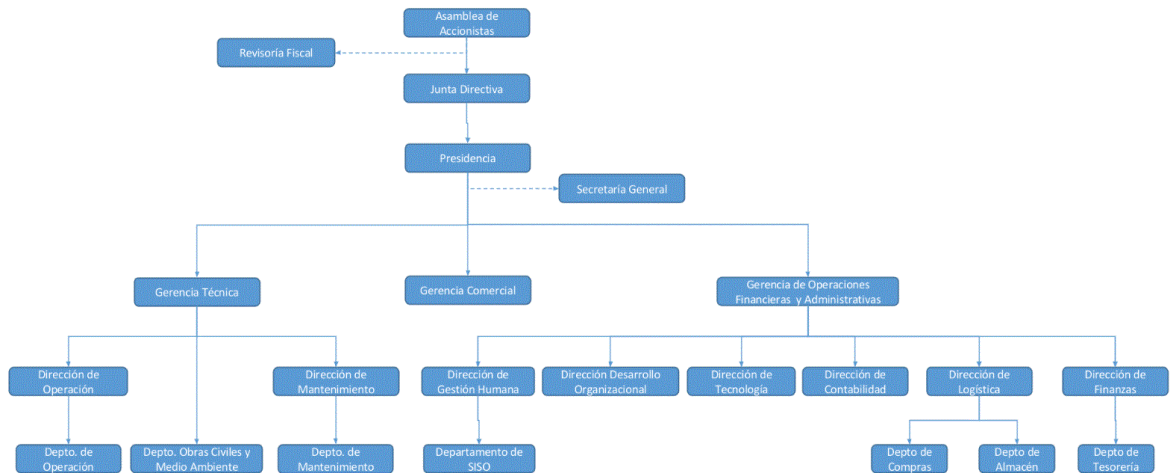 Asamblea de
Accionistas
Revisoría Fiscal
Junta Directiva
Presidencia
Secretaría General
Gerencia Técnica
Gerencia Comercial
Gerencia de Operaciones
Financieras y Administrativas
Dirección de
Operación
Dirección de
Mantenimiento
Dirección de
Gestión Humana
Dirección Desarrollo
Organizacional
Dirección de
Tecnología
Dirección de
Contabilidad
Dirección de
Logística
Dirección de
Finanzas
Depto. de
Operación
Depto. Obras Civiles y
Medio Ambiente
Depto. de
Mantenimiento
Departamento de
SISO
Depto de
Compras
Depto de
Almacén
Depto de
Tesorería